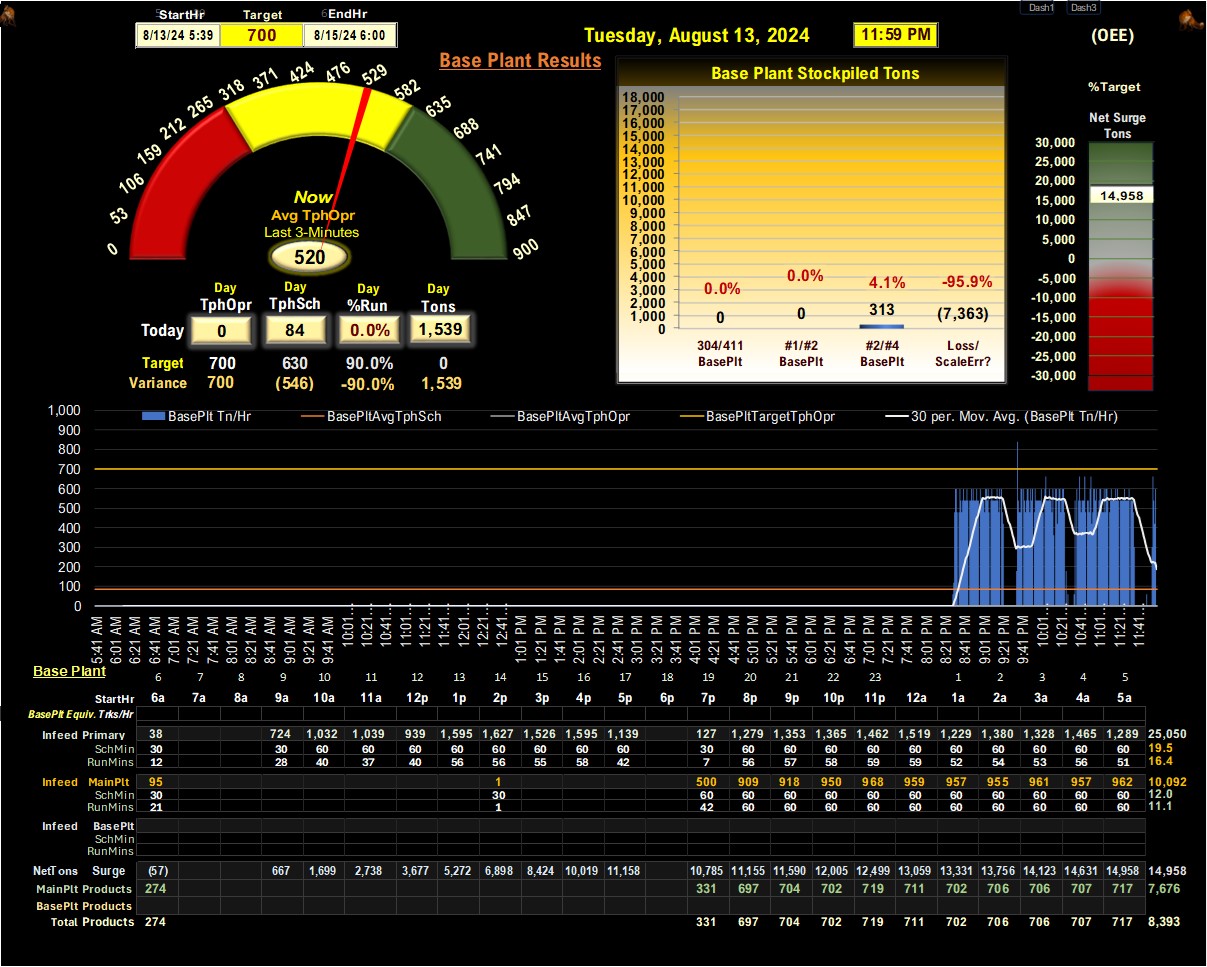 StartHr Target EndHr
8/13/24 5:39 700 8/15/24 6:00
Tuesday, August 13, 2024 11:59 PM (OEE)
Dash1 Dash3
Base Plant Results
0 53 106 159 212 265 318 371 424 476 529 582 635 688 741 794 847 900
Now
Avg TphOpr
Last 3-Minutes
520
Day Day Day Day
TphOpr TphSch %Run Tons
Today 0 84 0.0% 1,539
Target 700 630 90.0% 0
Variance 700 (546) -90.0% 1,539
Base Plant Stockpiled Tons
18,000
17,000
16,000
15,000
14,000
13,000
12,000
11,000
10,000
9,000
8,000
7,000
6,000
5,000
4,000
3,000
2,000
1,000
0
0.0% 0.0% 4.1% -95.9%
0 0 313 (7,363)
304/411 #1/#2 #2/#4 Loss/
BasePlt BasePlt BasePlt ScaleErr?
%Target
Net Surge
Tons
30,000
25,000
20,000
15,000
10,000
5,000
0
-5,000
-10,000
-15,000
-20,000
-25,000
-30,000
14,958
BasePlt Tn/Hr BasePltAvgTphSch BasePltAvgTphOpr BasePltTargetTphOpr 30 per. Mov. Avg. (BasePlt Tn/Hr)
1,000
900
800
700
600
500
400
300
200
100
0
5:44 AM 6:01 AM 6:21 AM 6:41 AM 7:01 AM 7:21 AM 7:41 AM 8:01 AM 8:21 AM 8:41 AM 9:01 AM 9:21 AM 9:44 AM 10:01... 10:21... 10:41... 11:01... 11:21... 11:41... 12:01... 12:21... 12:41... 1:01 PM 1:21 PM 1:41 PM 2:02 PM 2:21 PM 2:41 PM 3:01 PM 3:21 PM 3:41 PM 4:01 PM 4:21 PM 4:41 PM 5:01 PM 5:21 PM 5:41 PM 6:01 PM 6:21 PM 6:41 PM 7:01 PM 7:21 PM 7:44 PM 8:01 PM 8:21 PM 8:41 PM 9:01 PM 9:21 PM 9:44 PM 10:01... 10:21... 10:41... 11:01... 11:21... 11:41...
Base Plant 6 7 8 9 10 11 12 13 14 15 16 17 18 19 20 21 22 23 1 2 3 4 5
StartHr 6a 7a 8a 9a 10a 11a 12p 1p 2p 3p 4p 5p 6p 7p 8p 9p 10p 11p 12a 1a 2a 3a 4a 5a
BasePlt Equiv. Trks/Hr
Infeed Primary 38 724 1,032 1,039 939 1,595 1,627 1,526 1,595 1,139 127 1,279 1,353 1,365 1,462 1,519 1,229 1,380 1,328 1,465 1,289 25,050
SchMin 30 30 60 60 60 60 60 60 60 60 30 60 60 60 60 60 60 60 60 60 60 19.5
RunMins 12 28 40 37 40 56 56 55 58 42 7 56 57 58 59 59 52 54 53 56 51 16.4
Infeed MainPlt 95 1 500 909 918 950 968 959 957 955 961 957 962 10,092
SchMin 30 30 60 60 60 60 60 60 60 60 60 60 60 12.0
RunMins 21 1 42 60 60 60 60 60 60 60 60 60 60 11.1
Infeed BasePlt
SchMin
RunMins
NetTons Surge (57) 667 1,699 2,738 3,677 5,272 6,898 8,424 10,019 11,158 10,785 11,155 11,590 12,005 12,499 13,059 13,331 13,756 14,123 14,631 14,958 14,958
MainPlt Products 274 331 697 704 702 719 711 702 706 706 707 717 7,676
BasePlt Products
Total Products 274 331 697 704 702 719 711 702 706 706 707 717 8,393